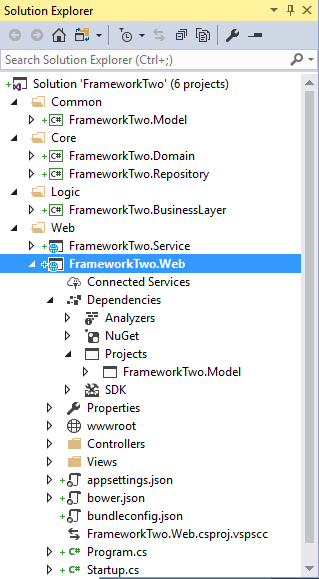 Solution Explorer
Search Solution Explorer (Ctrl+;)
Solution 'FrameworkTwo' (6 projects)
Common
C# FrameworkTwo.Model
Core
C# FrameworkTwo.Domain
C# FrameworkTwo.Repository
Logic
C# FrameworkTwo.BusinessLayer
Web
FrameworkTwo.Service
FrameworkTwo.Web
Connected Services
Dependencies
Analyzers
NuGet
Projects
FrameworkTwo.Model
SDK
Properties
wwwroot
Controllers
Views
appsettings.json
bower.json
bundleconfig.json
FrameworkTwo.Web.csproj.vspscc
C# Program.cs
C# Startup.cs